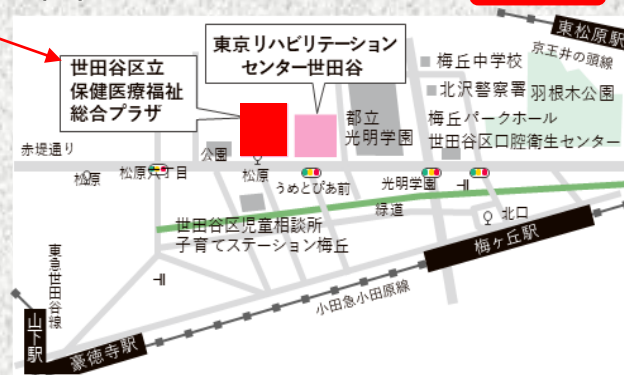 東松原駅
京王井の頭線
東京リハビリテーション
センター世田谷
世田谷区立
保健医療福祉
総合プラザ
梅丘中学校
北沢警察署
羽根木公園
都立
光明学園
梅丘パークホール
世田谷区口腔衛生センター
赤堤通り
公園
松原
松原六丁目
松原
うめとぴあ前
光明学園
緑道
北口
世田谷区児童相談所
子育てステーション梅丘
梅ヶ丘駅
東急世田谷線
小田急小田原線
山下駅
豪徳寺駅